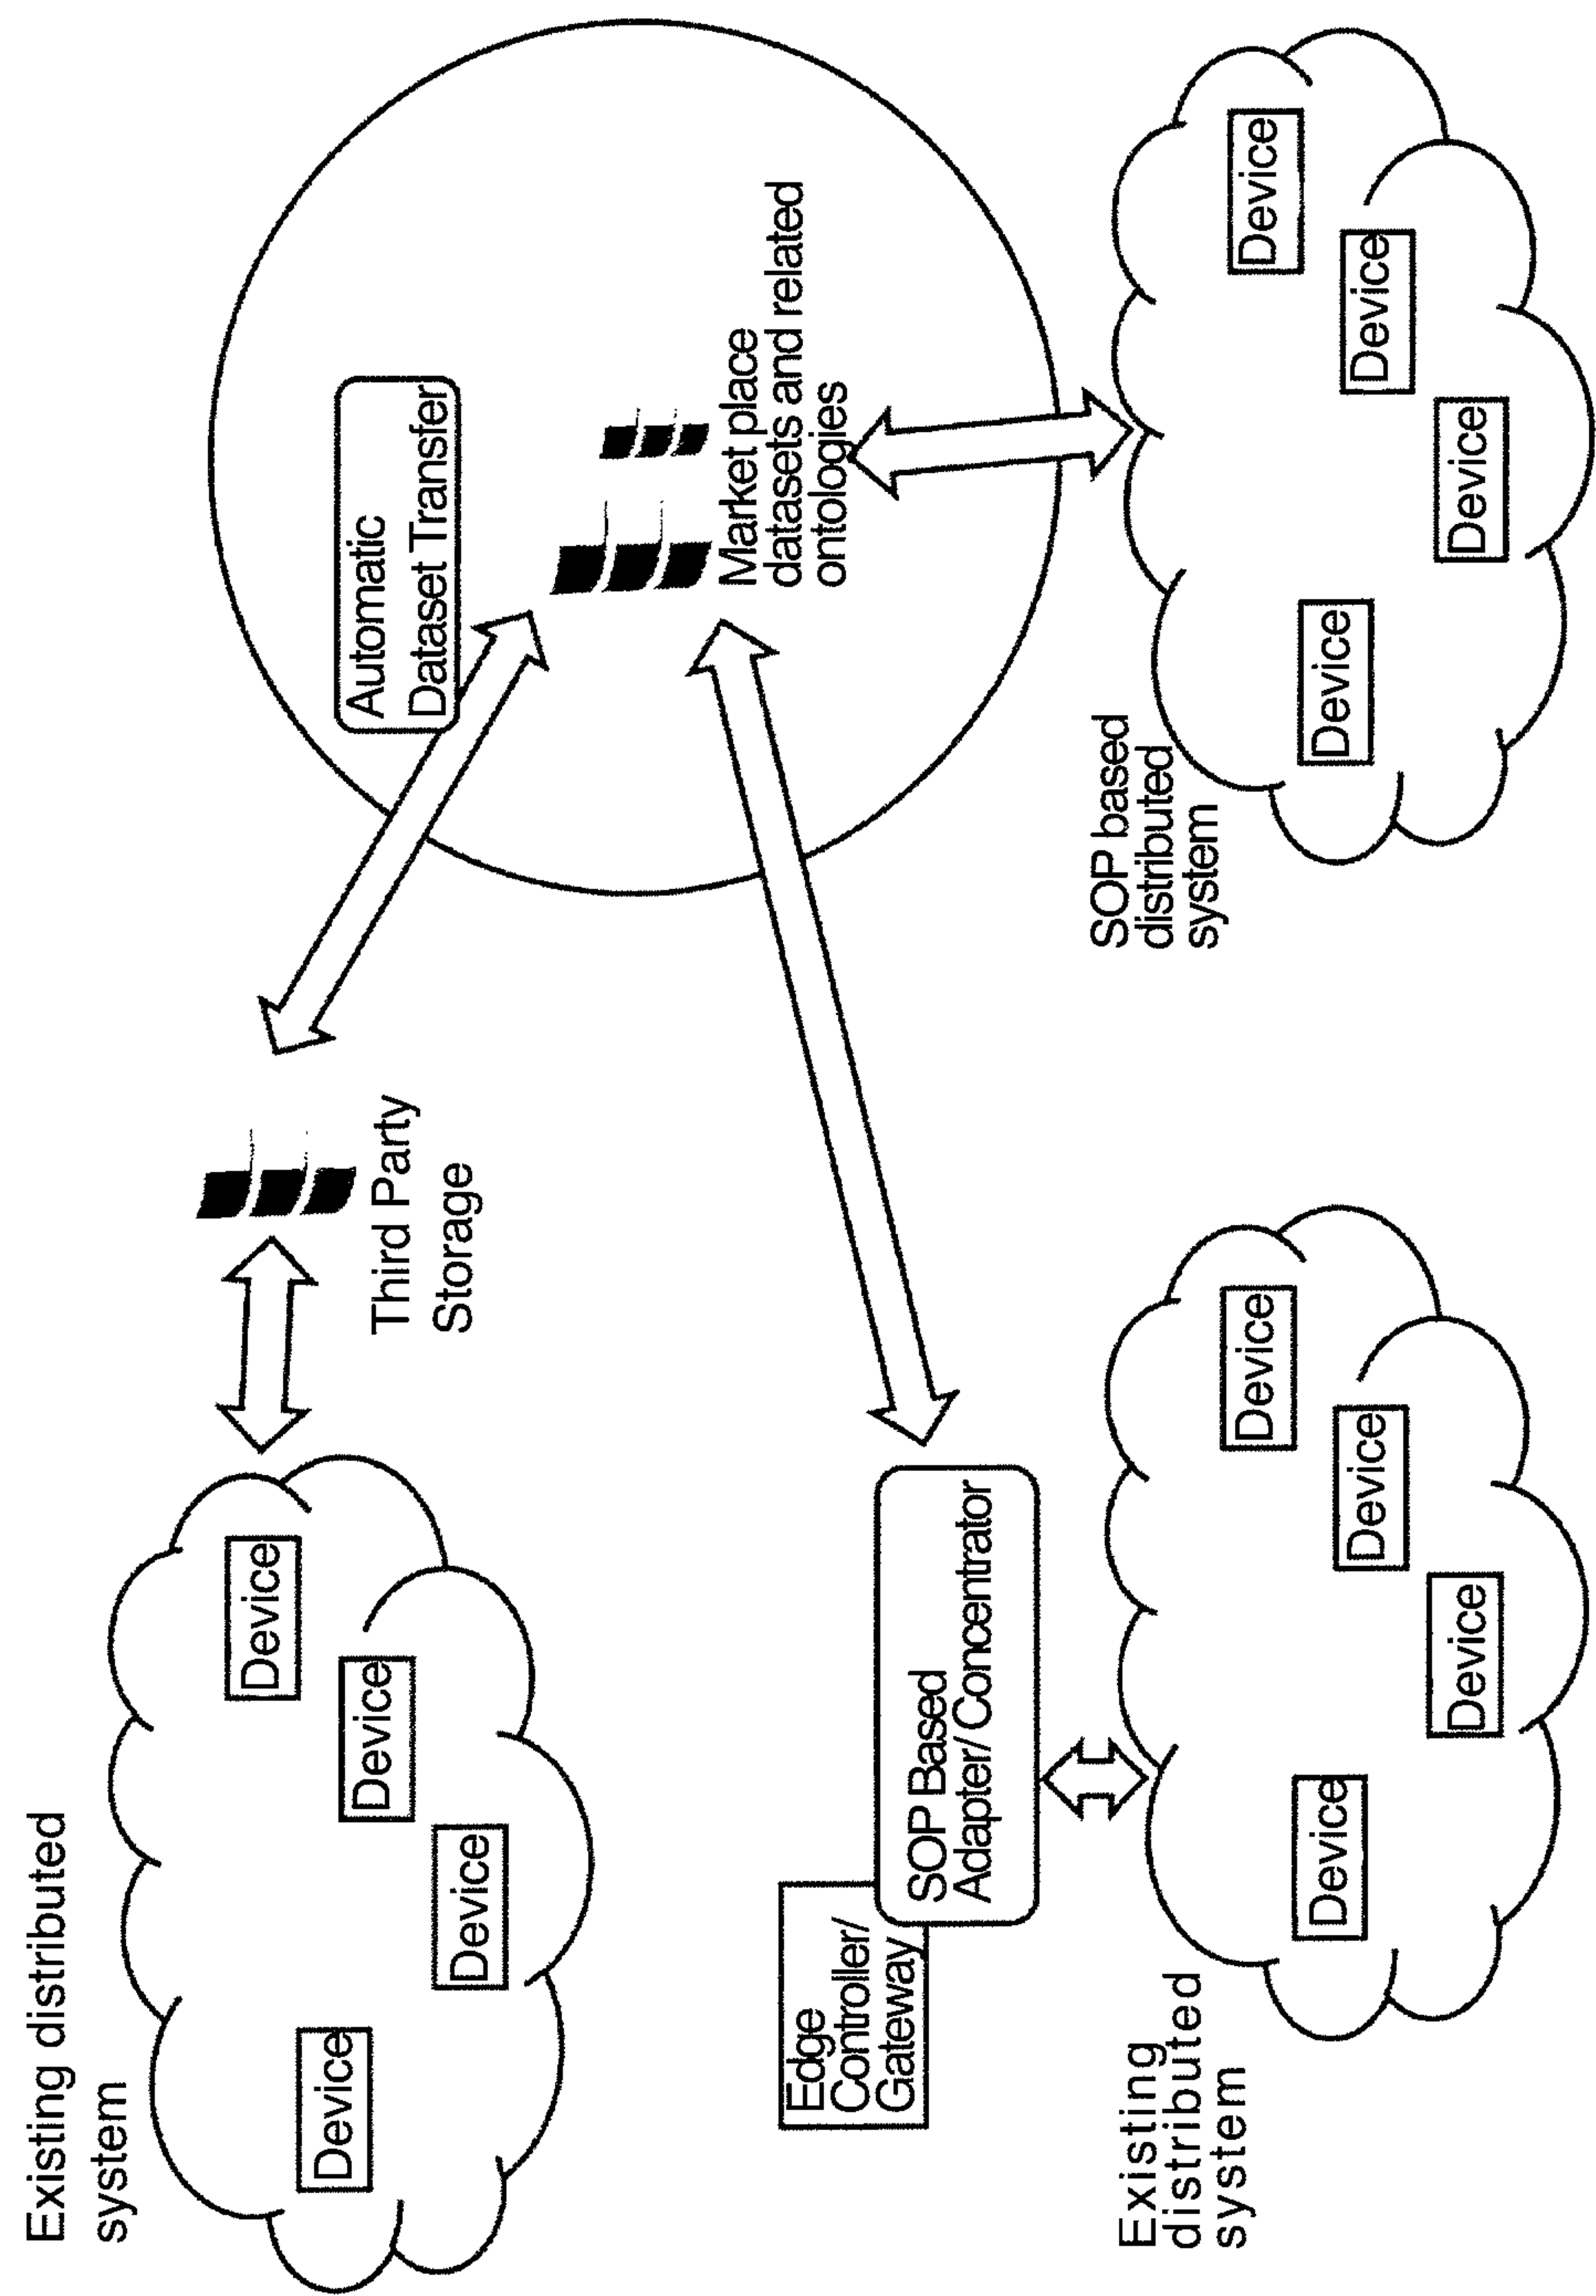 Existing distributed
system
Device
Device
Device
Device
Third Party
Storage
Automatic
Dataset Transfer
Market place
datasets and related
ontologies
Edge
Controller/
Gateway
SOP Based
Adapter/ Concentrator
Existing
distributed
system
Device
Device
Device
Device
SOP based
distributed
system
Device
Device
Device
Device